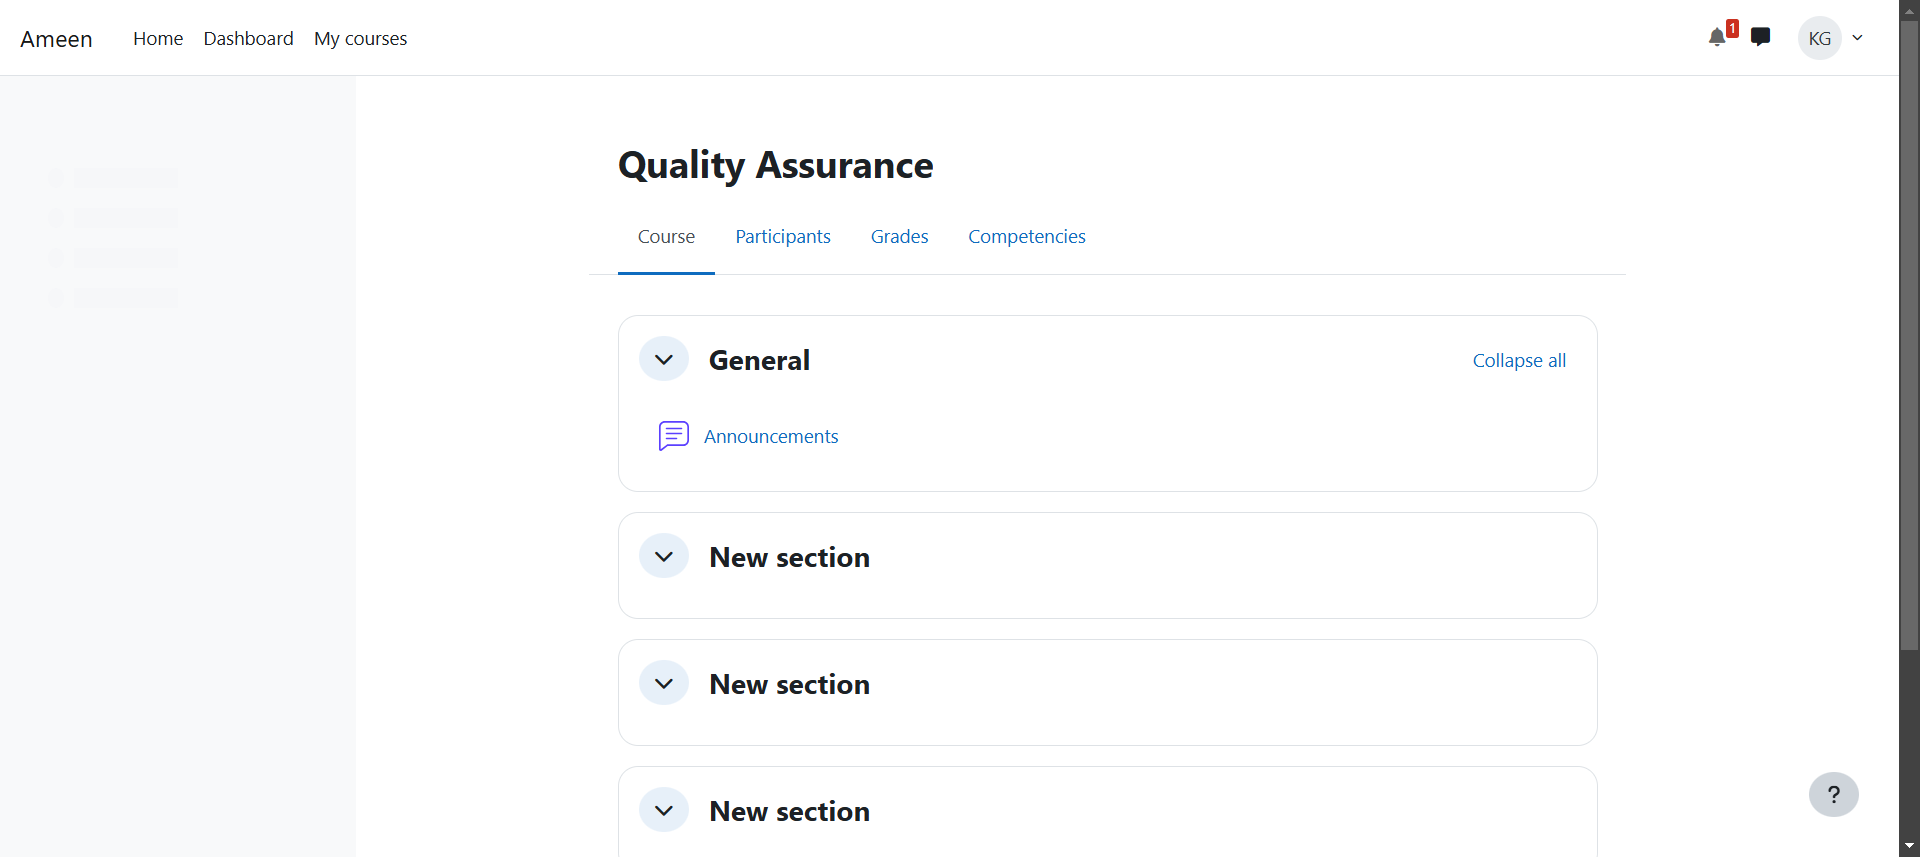 Ameen Home Dashboard My courses 1 KG
Quality Assurance
Course Participants Grades Competencies
General Collapse all
Announcements
New section
New section
New section
?